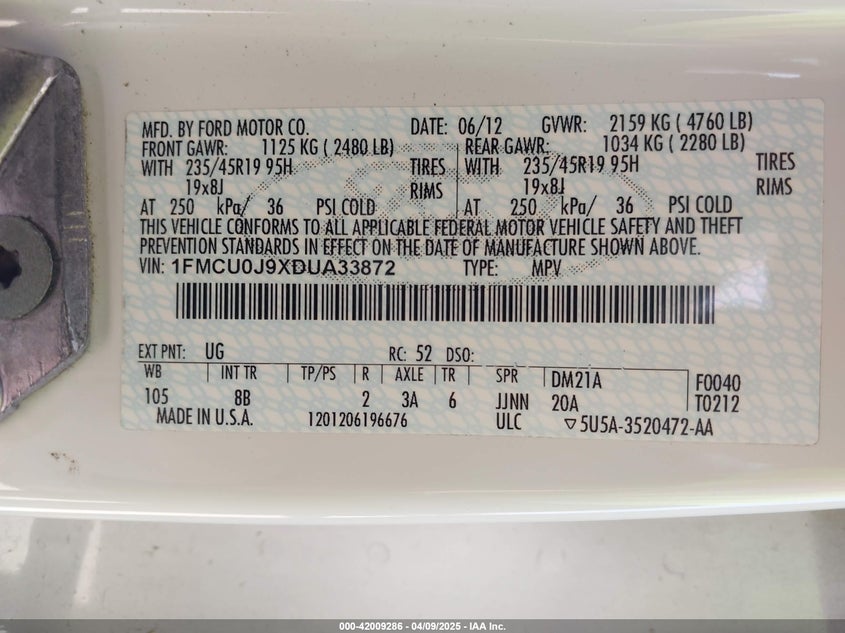 MFD. BY FORD MOTOR CO. DATE: 06/12 GVWR: 2159 KG ( 4760 LB)
FRONT GAWR: 1125 KG ( 2480 LB) REAR GAWR: 1034 KG ( 2280 LB)
WITH 235/45R19 95H TIRES WITH 235/45R19 95H TIRES
19x8J RIMS 19x8J RIMS
AT 250 kPa/ 36 PSI COLD AT 250 kPa/ 36 PSI COLD
THIS VEHICLE CONFORMS TO ALL APPLICABLE FEDERAL MOTOR VEHICLE SAFETY AND THEFT
PREVENTION STANDARDS IN EFFECT ON THE DATE OF MANUFACTURE SHOWN ABOVE.
VIN: 1FMCU0J9XDUA33872 TYPE: MPV
EXT PNT: UG RC: 52 DSO:
WB INT TR TP/PS R AXLE TR SPR DM21A F0040
105 8B 2 3A 6 JJNN 20A T0212
MADE IN U.S.A. 1201206196676 ULC ▽5U5A-3520472-AA
000-42009286 - 04/09/2025 - IAA Inc.